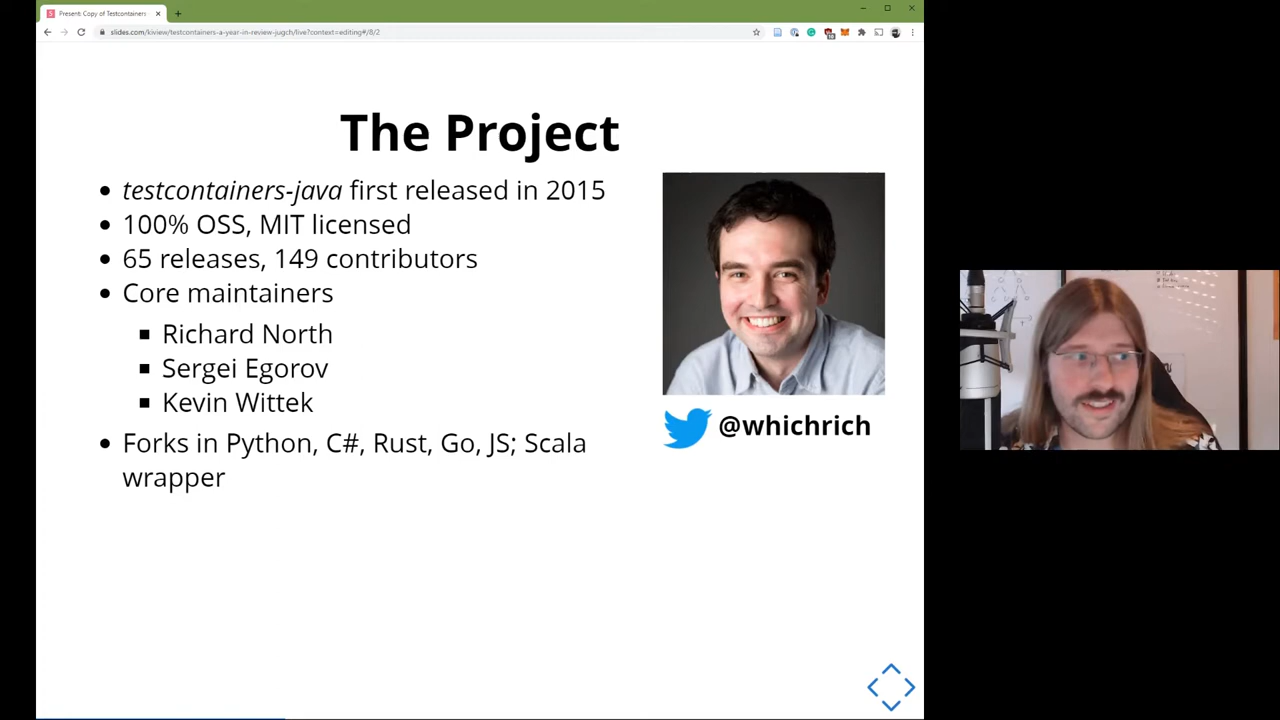 Present: Copy of Testcontainers
slides.com/kiview/testcontainers-a-year-in-review-jugch/live?context=editing#/8/2
The Project
testcontainers-java first released in 2015
100% OSS, MIT licensed
65 releases, 149 contributors
Core maintainers
Richard North
Sergei Egorov
Kevin Wittek
Forks in Python, C#, Rust, Go, JS; Scala
wrapper
@whichrich